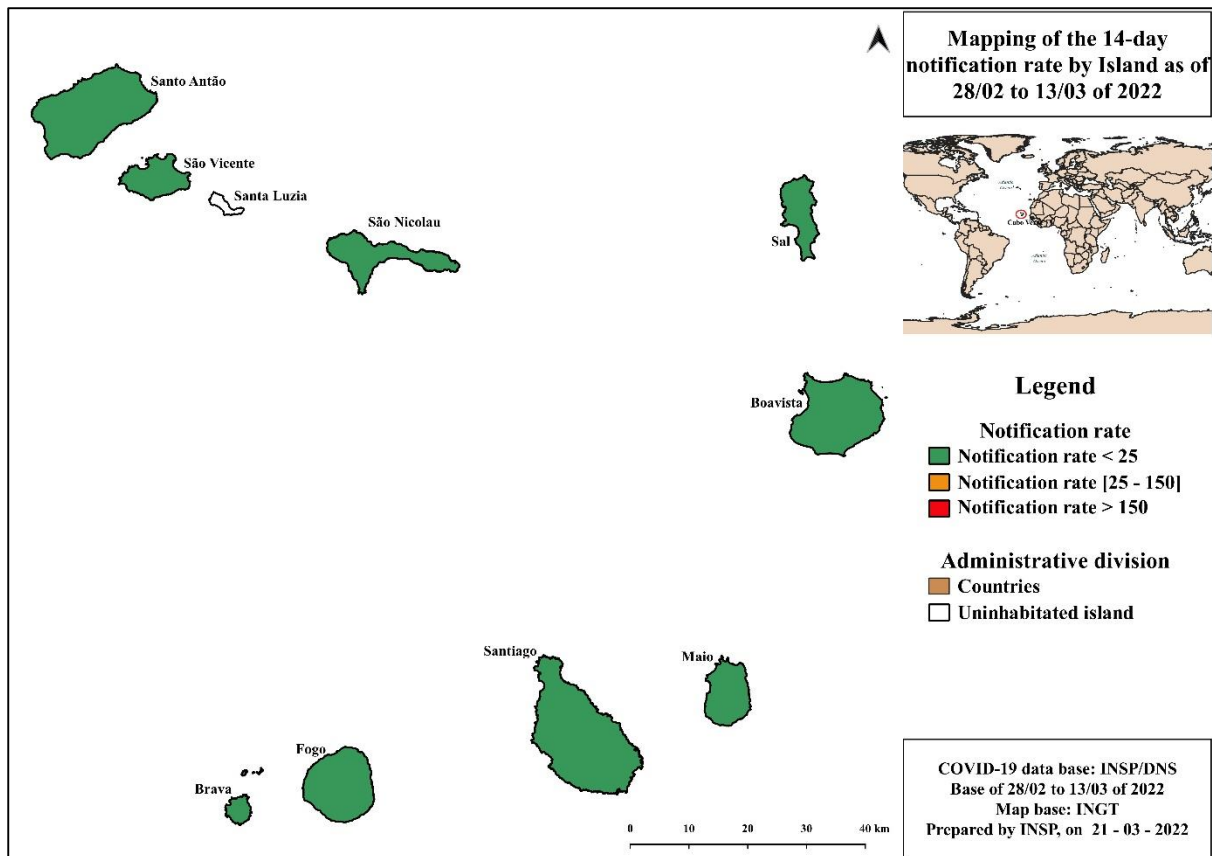 Mapping of the 14-day
notification rate by Island as of
28/02 to 13/03 of 2022
Santo Antão
São Vicente
Santa Luzia
São Nicolau
Sal
Boavista
Santiago
Maio
Fogo
Brava
Legend
Notification rate
Notification rate < 25
Notification rate [25 - 150]
Notification rate > 150
Administrative division
Countries
Uninhabitated island
COVID-19 data base: INSP/DNS
Base of 28/02 to 13/03 of 2022
Map base: INGT
Prepared by INSP, on 21 - 03 - 2022
0 10 20 30 40 km